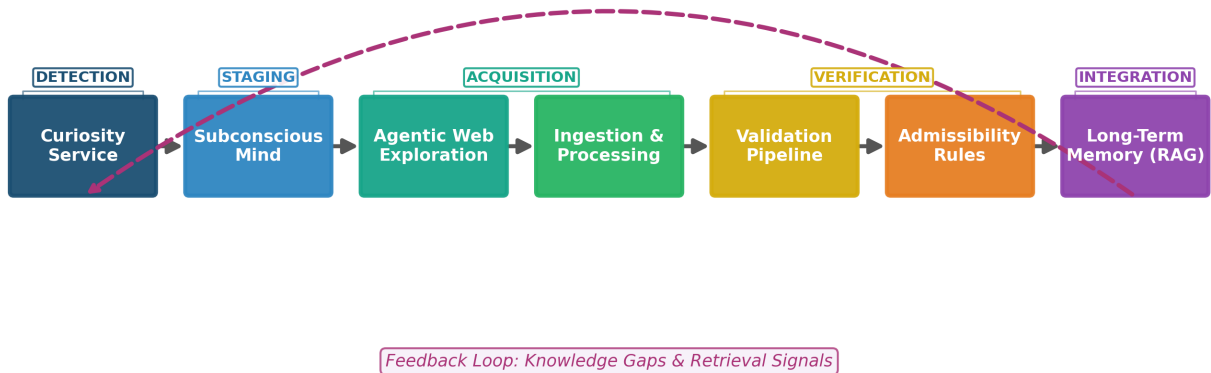 DETECTION
STAGING
ACQUISITION
VERIFICATION
INTEGRATION
Curiosity
Service
Subconscious
Mind
Agentic Web
Exploration
Ingestion &
Processing
Validation
Pipeline
Admissibility
Rules
Long-Term
Memory (RAG)
Feedback Loop: Knowledge Gaps & Retrieval Signals